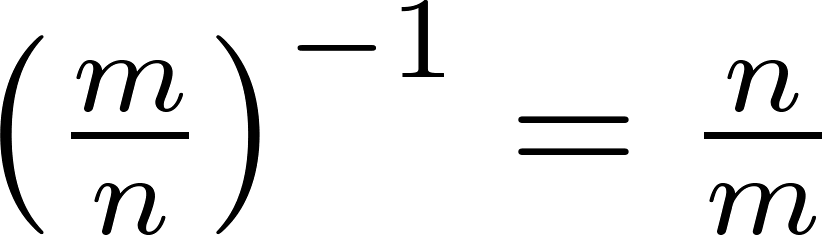 (m/n)^−1 = n/m